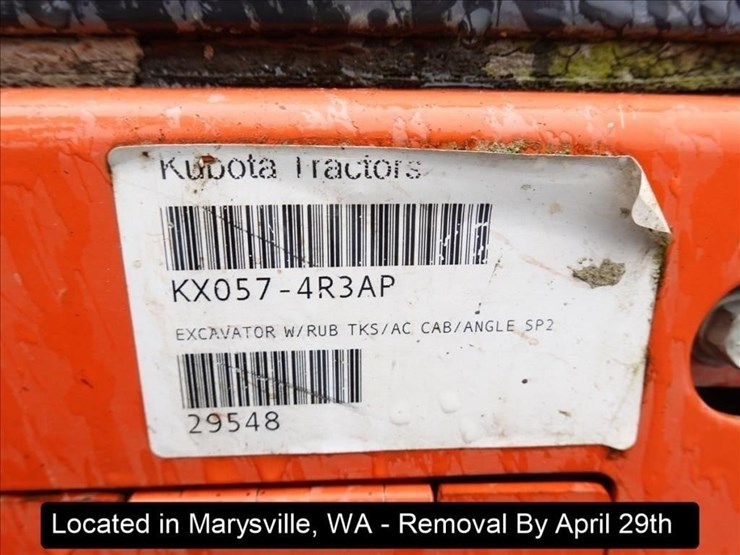 Kubota Tractors
KX057-4R3AP
EXCAVATOR W/RUB TKS/AC CAB/ANGLE SP2
29548
Located in Marysville, WA - Removal By April 29th